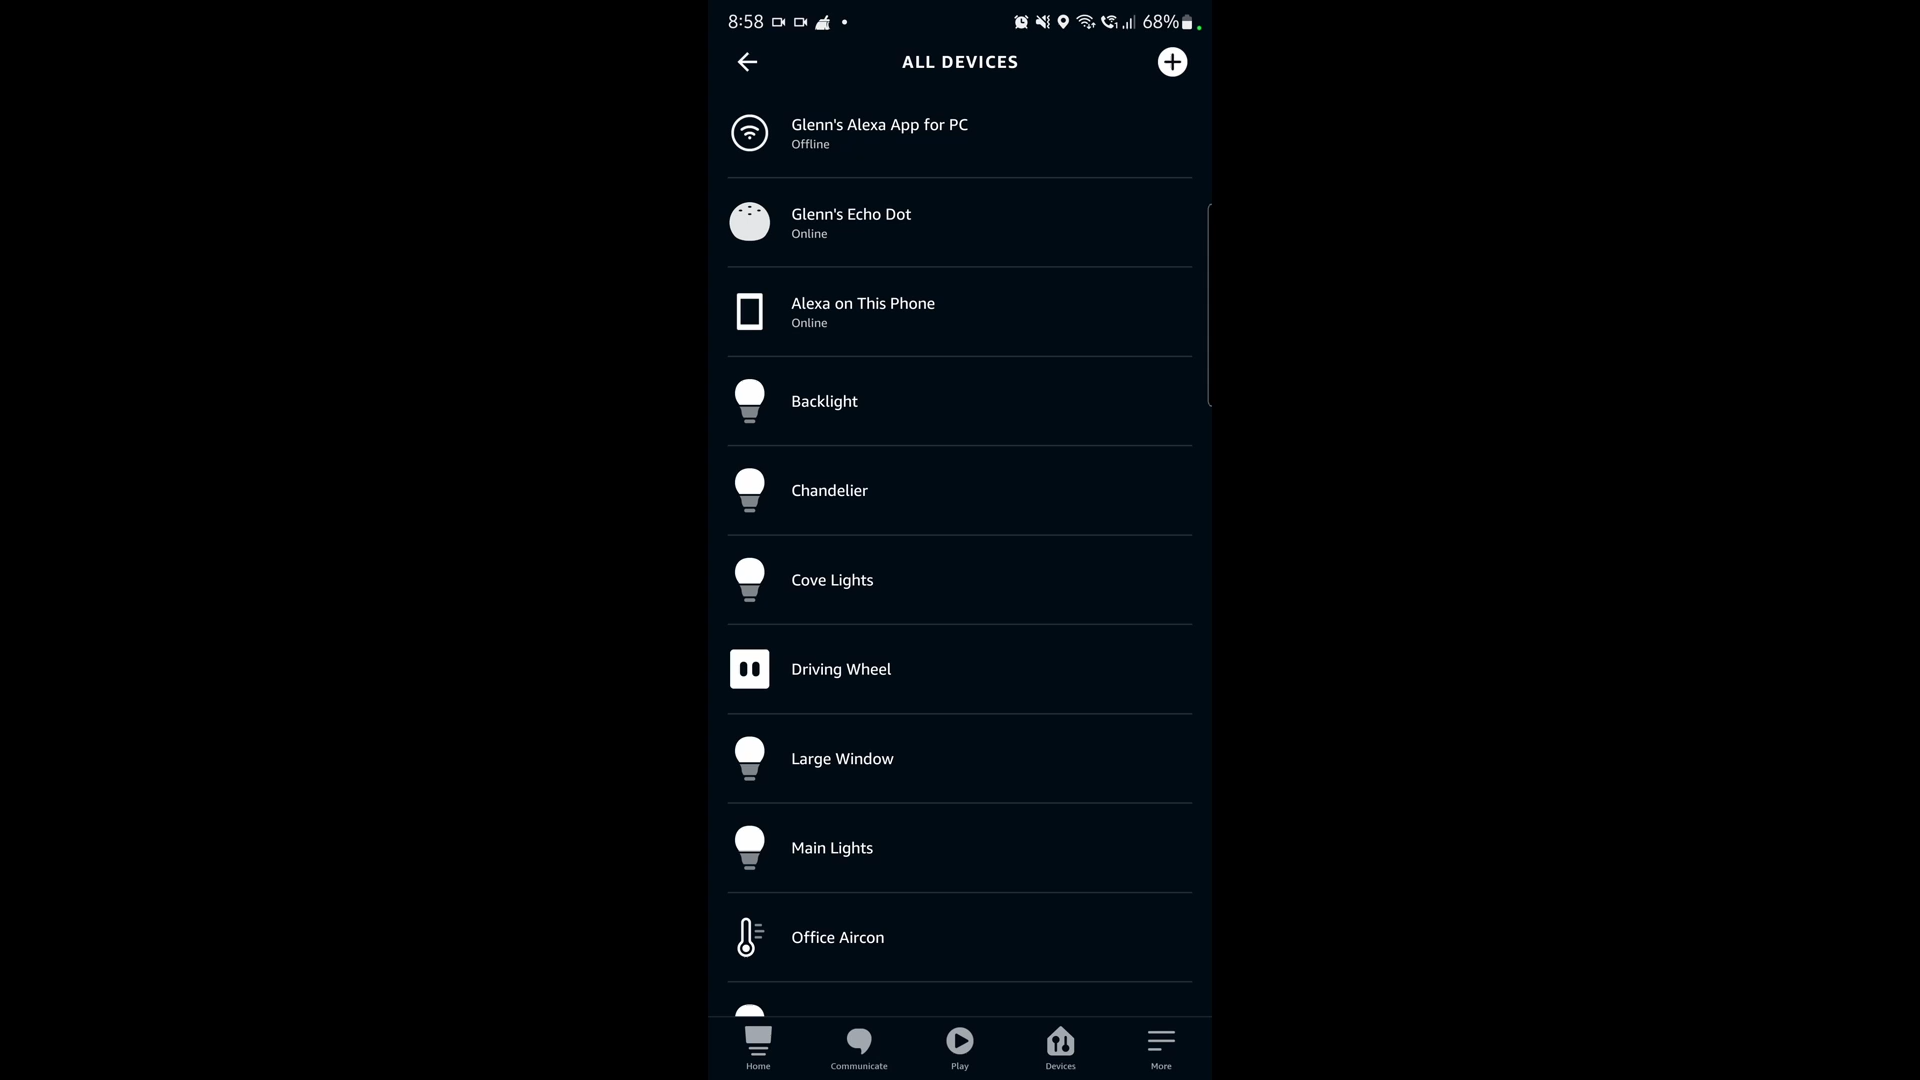 8:58
68%
ALL DEVICES
Glenn's Alexa App for PC
Offline
Glenn's Echo Dot
Online
Alexa on This Phone
Online
Backlight
Chandelier
Cove Lights
Driving Wheel
Large Window
Main Lights
Office Aircon
Home
Communicate
Play
Devices
More